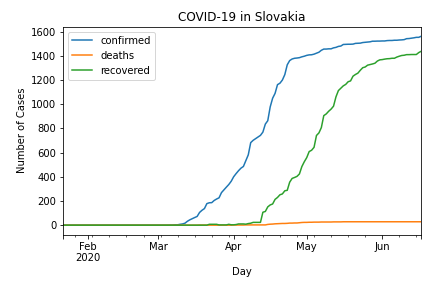 COVID-19 in Slovakia
confirmed
deaths
recovered
Number of Cases
1600
1400
1200
1000
800
600
400
200
0
Feb
2020
Mar
Apr
May
Jun
Day